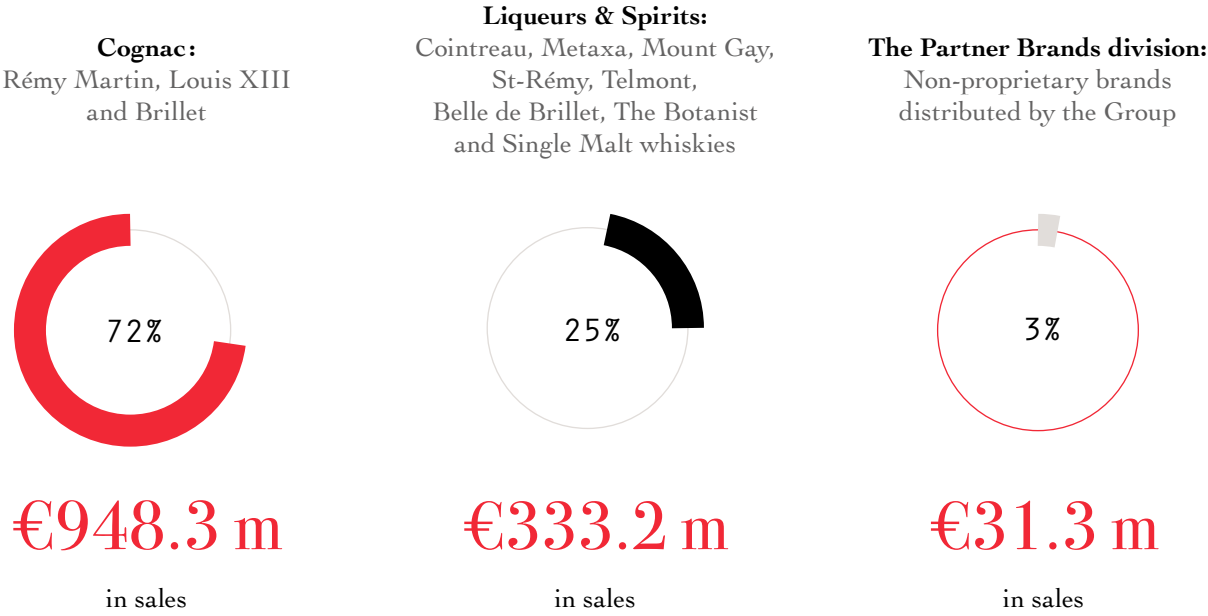 Cognac:
Rémy Martin, Louis XIII
and Brillet
72%
€948.3 m
in sales
Liqueurs & Spirits:
Cointreau, Metaxa, Mount Gay,
St-Rémy, Telmont,
Belle de Brillet, The Botanist
and Single Malt whiskies
25%
€333.2 m
in sales
The Partner Brands division:
Non-proprietary brands
distributed by the Group
3%
€31.3 m
in sales